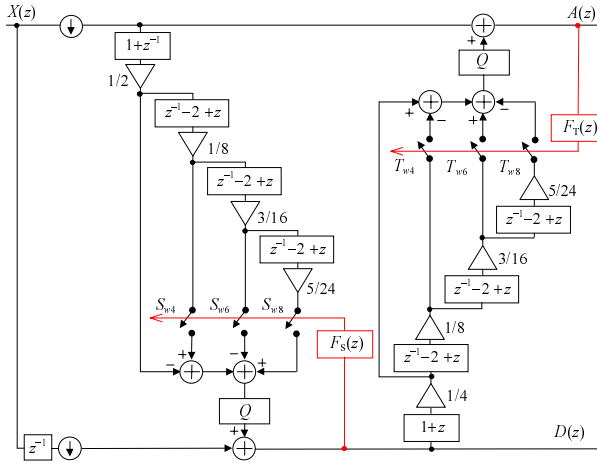 X(z)
A(z)
1+z⁻¹
+
Q
1/2
z⁻¹−2 +z
1/8
+
−
+
−
F_T(z)
T_w4
T_w6
T_w8
z⁻¹−2 +z
5/24
3/16
z⁻¹−2 +z
z⁻¹−2 +z
3/16
5/24
z⁻¹−2 +z
S_w4
S_w6
S_w8
1/8
F_S(z)
z⁻¹−2 +z
+
−
−
+
1/4
Q
1+z
D(z)
z⁻¹
+